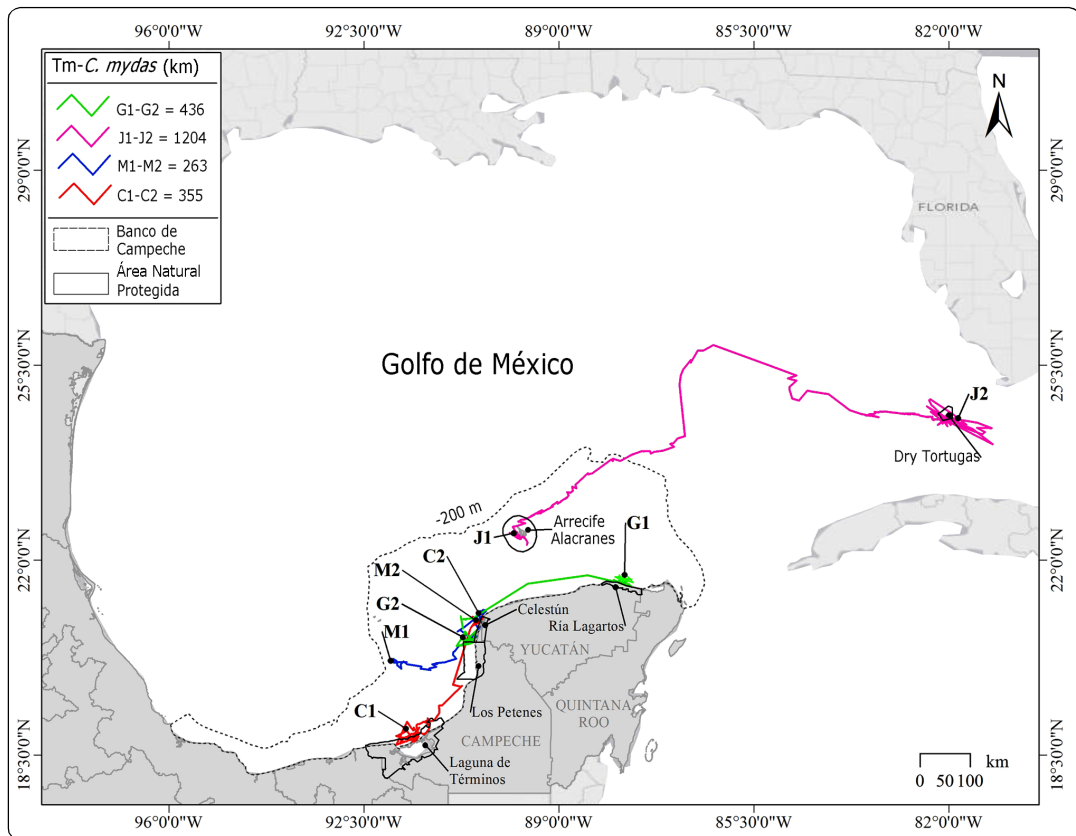 96°0'0"W
92°30'0"W
89°0'0"W
85°30'0"W
82°0'0"W
Tm-C. mydas (km)
G1-G2 = 436
J1-J2 = 1204
M1-M2 = 263
C1-C2 = 355
Banco de
Campeche
Área Natural
Protegida
N
29°0'0"N
29°0'0"N
FLORIDA
Golfo de México
25°30'0"N
25°30'0"N
J2
Dry Tortugas
-200 m
J1
Arrecife
Alacranes
G1
22°0'0"N
22°0'0"N
C2
M2
G2
M1
Celestún
Ría Lagartos
YUCATÁN
C1
Los Petenes
QUINTANA
ROO
CAMPECHE
Laguna de
Términos
km
0 50 100
18°30'0"N
18°30'0"N
96°0'0"W
92°30'0"W
89°0'0"W
85°30'0"W
82°0'0"W